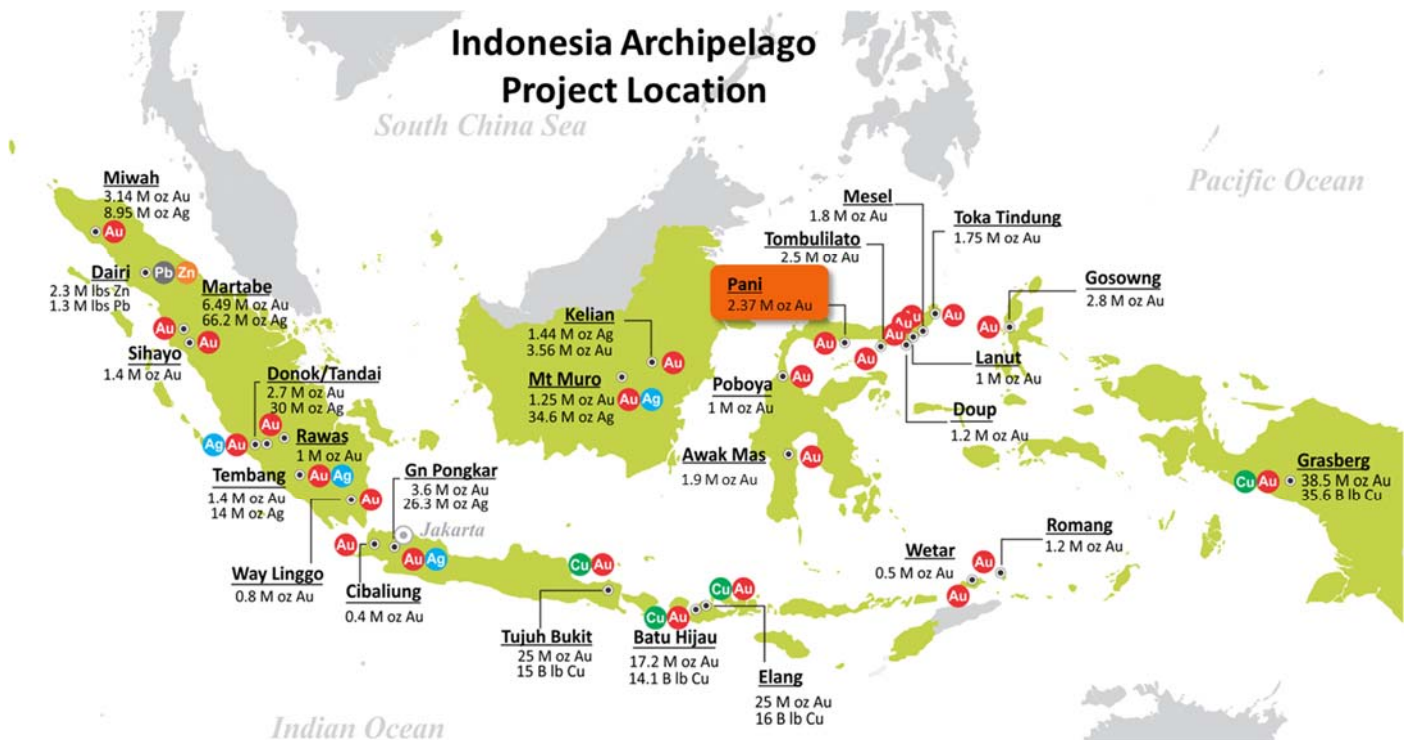 Indonesia Archipelago
Project Location
South China Sea
Pacific Ocean
Indian Ocean
Miwah
3.14 M oz Au
8.95 M oz Ag
Au
Dairi
2.3 M lbs Zn
1.3 M lbs Pb
Pb Zn
Martabe
6.49 M oz Au
66.2 M oz Ag
Au
Au
Sihayo
1.4 M oz Au
Donok/Tandai
2.7 M oz Au
30 M oz Ag
Au
Ag Au
Rawas
1 M oz Au
Tembang
1.4 M oz Au
14 M oz Ag
Au Ag
Au
Way Linggo
0.8 M oz Au
Gn Pongkar
3.6 M oz Au
26.3 M oz Ag
Jakarta
Au
Au Ag
Cibaliung
0.4 M oz Au
Kelian
1.44 M oz Ag
3.56 M oz Au
Au
Mt Muro
1.25 M oz Au
34.6 M oz Ag
Au Ag
Cu Au
Tujuh Bukit
25 M oz Au
15 B lb Cu
Cu Au
Batu Hijau
17.2 M oz Au
14.1 B lb Cu
Cu Au
Elang
25 M oz Au
16 B lb Cu
Pani
2.37 M oz Au
Au
Tombulilato
2.5 M oz Au
Au
Mesel
1.8 M oz Au
Au
Au
Au
Toka Tindung
1.75 M oz Au
Au
Gosowng
2.8 M oz Au
Au
Lanut
1 M oz Au
Doup
1.2 M oz Au
Poboya
1 M oz Au
Au
Awak Mas
1.9 M oz Au
Au
Wetar
0.5 M oz Au
Au
Romang
1.2 M oz Au
Au
Cu Au
Grasberg
38.5 M oz Au
35.6 B lb Cu